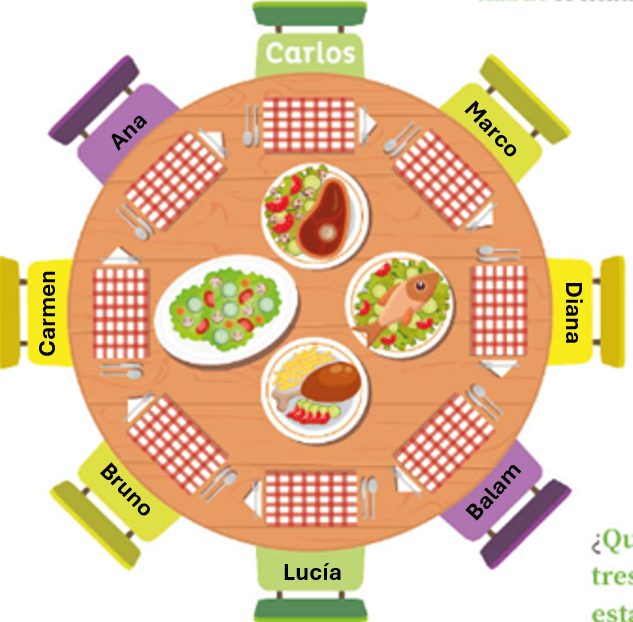 Carlos
Ana
Marco
Carmen
Diana
Bruno
Balam
Lucía
¿Qu
tres
esta